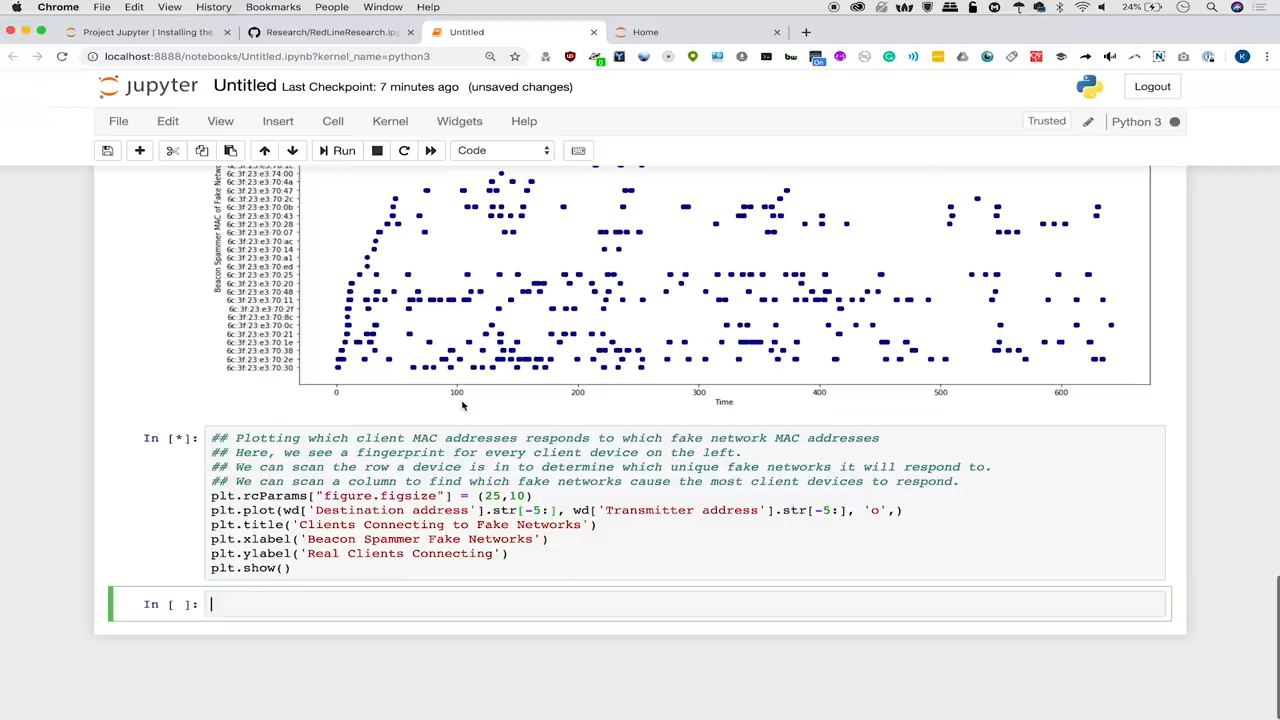 Chrome File Edit View History Bookmarks People Window Help 24%
Project Jupyter | Installing the
Research/RedLineResearch.ipy
Untitled
Home
localhost:8888/notebooks/Untitled.ipynb?kernel_name=python3
jupyter Untitled Last Checkpoint: 7 minutes ago (unsaved changes) Logout
File Edit View Insert Cell Kernel Widgets Help Trusted Python 3
Run Code
Beacon Spammer MAC of Fake Netwo
6c:3f:23:e3:74:00
6c:3f:23:e3:70:4a
6c:3f:23:e3:70:47
6c:3f:23:e3:70:2c
6c:3f:23:e3:70:0b
6c:3f:23:e3:70:43
6c:3f:23:e3:70:28
6c:3f:23:e3:70:07
6c:3f:23:e3:70:ac
6c:3f:23:e3:70:14
6c:3f:23:e3:70:a1
6c:3f:23:e3:70:ed
6c:3f:23:e3:70:25
6c:3f:23:e3:70:20
6c:3f:23:e3:70:48
6c:3f:23:e3:70:11
6c:3f:23:e3:70:2f
6c:3f:23:e3:70:8c
6c:3f:23:e3:70:0c
6c:3f:23:e3:70:21
6c:3f:23:e3:70:1e
6c:3f:23:e3:70:38
6c:3f:23:e3:70:2e
6c:3f:23:e3:70:30
0 100 200 300 400 500 600
Time
In [*]:
## Plotting which client MAC addresses responds to which fake network MAC addresses
## Here, we see a fingerprint for every client device on the left.
## We can scan the row a device is in to determine which unique fake networks it will respond to.
## We can scan a column to find which fake networks cause the most client devices to respond.
plt.rcParams["figure.figsize"] = (25,10)
plt.plot(wd['Destination address'].str[-5:], wd['Transmitter address'].str[-5:], 'o',)
plt.title('Clients Connecting to Fake Networks')
plt.xlabel('Beacon Spammer Fake Networks')
plt.ylabel('Real Clients Connecting')
plt.show()
In [ ]: